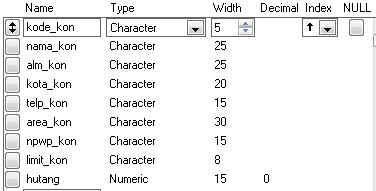 Name Type Width Decimal Index NULL
kode_kon Character 5
nama_kon Character 25
alm_kon Character 25
kota_kon Character 20
telp_kon Character 15
area_kon Character 30
npwp_kon Character 15
limit_kon Character 8
hutang Numeric 15 0